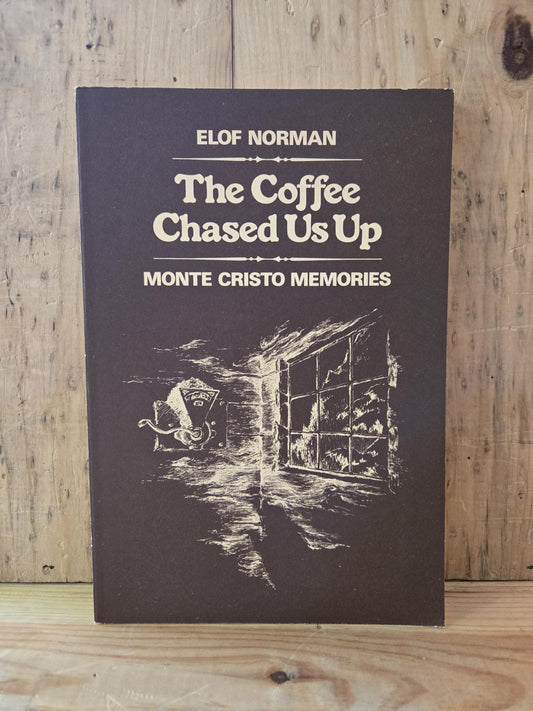 ELOF NORMAN
The Coffee
Chased Us Up
MONTE CRISTO MEMORIES